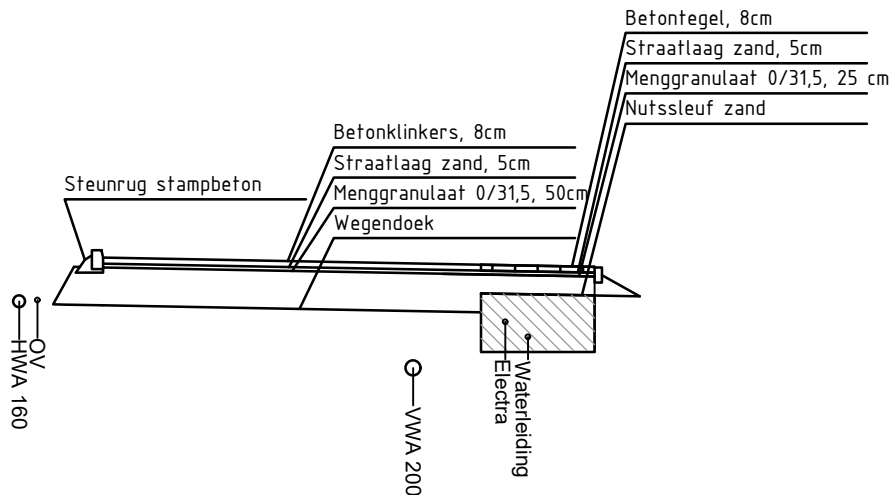 Betontegel, 8cm
Straatlaag zand, 5cm
Menggranulaat 0/31,5, 25 cm
Nutssleuf zand
Betonklinkers, 8cm
Straatlaag zand, 5cm
Menggranulaat 0/31,5, 50cm
Wegendoek
Steunrug stampbeton
HWA 160
OV
VWA 200
Electra
Waterleiding